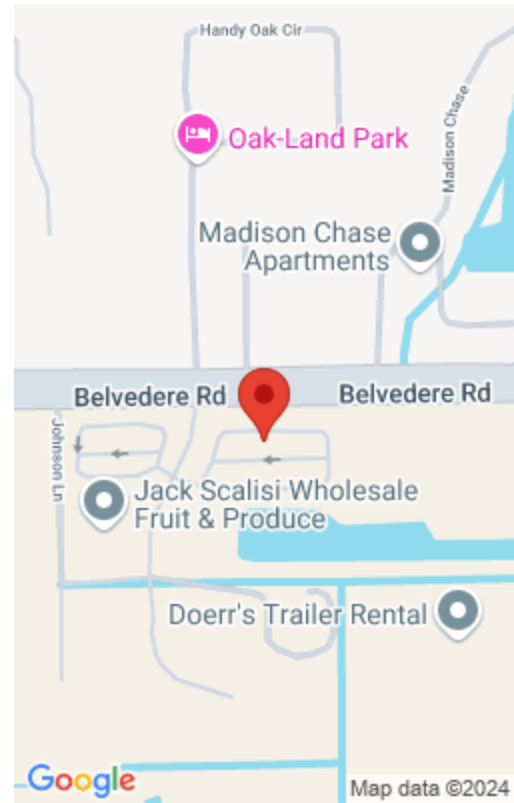 Handy Oak Cir
Oak-Land Park
Madison Chase
Madison Chase
Apartments
Belvedere Rd
Belvedere Rd
Johnson Ln
Jack Scalisi Wholesale
Fruit & Produce
Doerr's Trailer Rental
Google
Map data ©2024